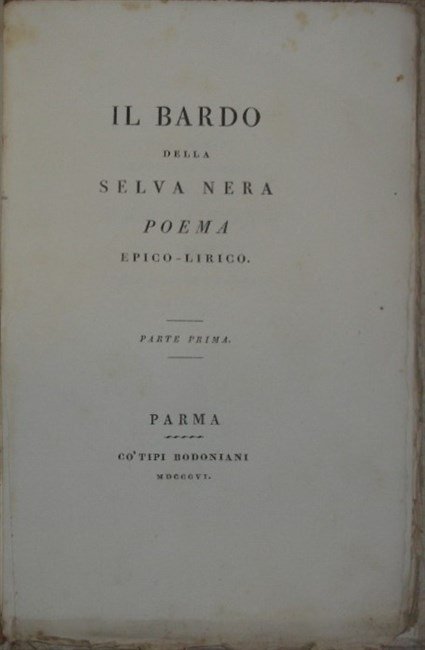 IL BARDO
DELLA
SELVA NERA
POEMA
EPICO-LIRICO.
PARTE PRIMA.
PARMA
CO' TIPI BODONIANI
MDCCCVI.